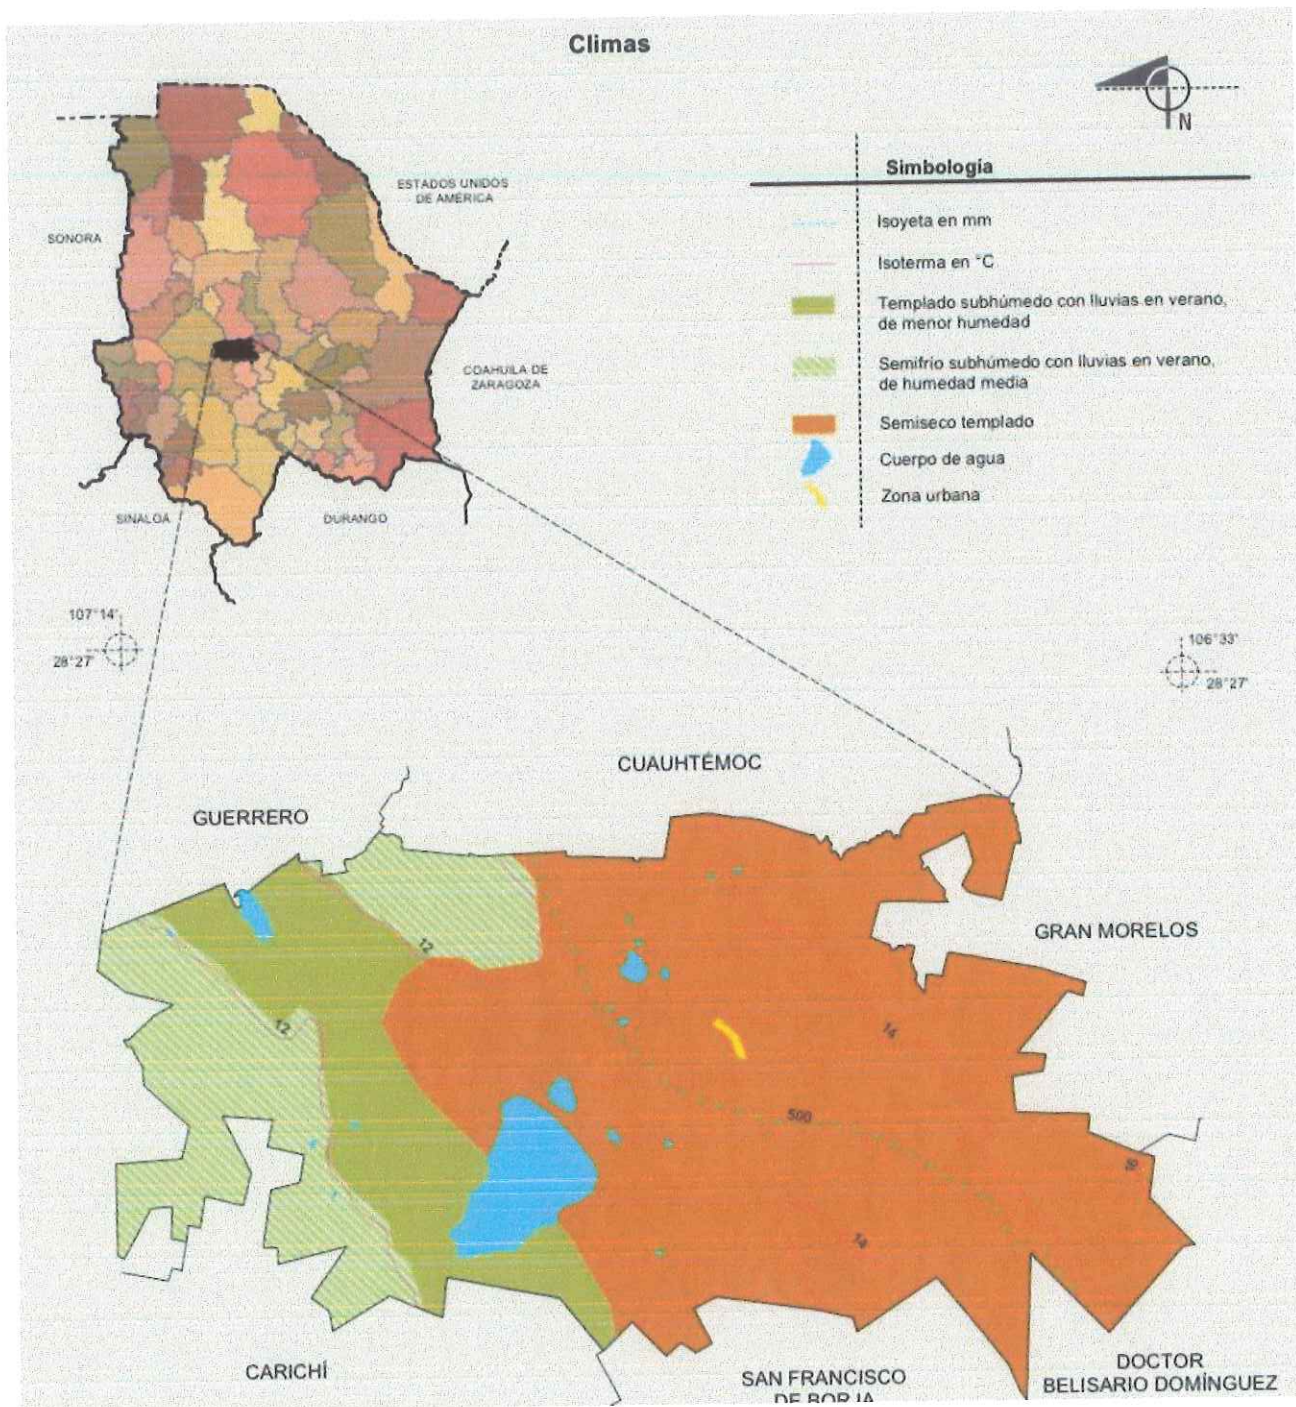 Climas
N
Simbología
Isoyeta en mm
Isoterma en °C
Templado subhúmedo con lluvias en verano,
de menor humedad
Semifrío subhúmedo con lluvias en verano,
de humedad media
Semiseco templado
Cuerpo de agua
Zona urbana
ESTADOS UNIDOS
DE AMÉRICA
SONORA
COAHUILA DE
ZARAGOZA
SINALOA
DURANGO
107°14'
28°27'
106°33'
28°27'
CUAUHTÉMOC
GUERRERO
GRAN MORELOS
12
12
14
500
14
CARICHÍ
SAN FRANCISCO
DE BORJA
DOCTOR
BELISARIO DOMÍNGUEZ